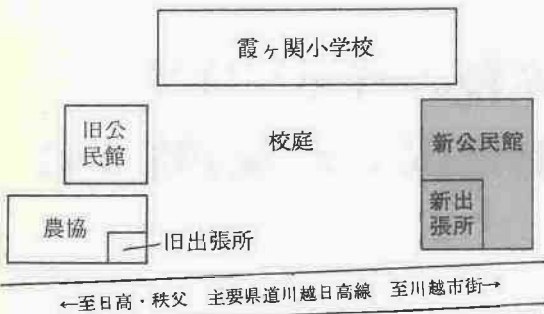 霞ヶ関小学校
旧公
民館
校庭
新公民館
新出
張所
農協
旧出張所
←至日高・秩父 主要県道川越日高線 至川越市街→